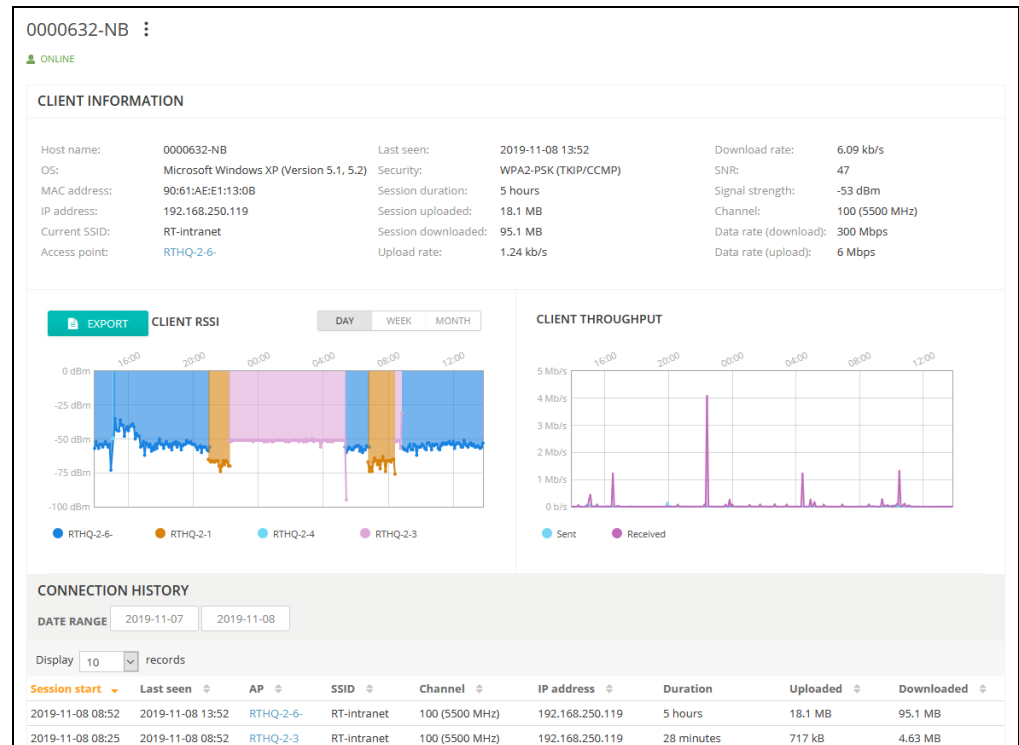 0000632-NB
ONLINE
CLIENT INFORMATION
Host name: 0000632-NB Last seen: 2019-11-08 13:52 Download rate: 6.09 kb/s
OS: Microsoft Windows XP (Version 5.1, 5.2) Security: WPA2-PSK (TKIP/CCMP) SNR: 47
MAC address: 90:61:AE:E1:13:0B Session duration: 5 hours Signal strength: -53 dBm
IP address: 192.168.250.119 Session uploaded: 18.1 MB Channel: 100 (5500 MHz)
Current SSID: RT-intranet Session downloaded: 95.1 MB Data rate (download): 300 Mbps
Access point: RTHQ-2-6- Upload rate: 1.24 kb/s Data rate (upload): 6 Mbps
EXPORT CLIENT RSSI DAY WEEK MONTH
16:00 20:00 00:00 04:00 08:00 12:00
0 dBm
-25 dBm
-50 dBm
-75 dBm
-100 dBm
RTHQ-2-6- RTHQ-2-1 RTHQ-2-4 RTHQ-2-3
CLIENT THROUGHPUT
16:00 20:00 00:00 04:00 08:00 12:00
5 Mb/s
4 Mb/s
3 Mb/s
2 Mb/s
1 Mb/s
0 b/s
Sent Received
CONNECTION HISTORY
DATE RANGE 2019-11-07 2019-11-08
Display 10 records
Session start Last seen AP SSID Channel IP address Duration Uploaded Downloaded
2019-11-08 08:52 2019-11-08 13:52 RTHQ-2-6- RT-intranet 100 (5500 MHz) 192.168.250.119 5 hours 18.1 MB 95.1 MB
2019-11-08 08:25 2019-11-08 08:52 RTHQ-2-3 RT-intranet 100 (5500 MHz) 192.168.250.119 28 minutes 717 kB 4.63 MB